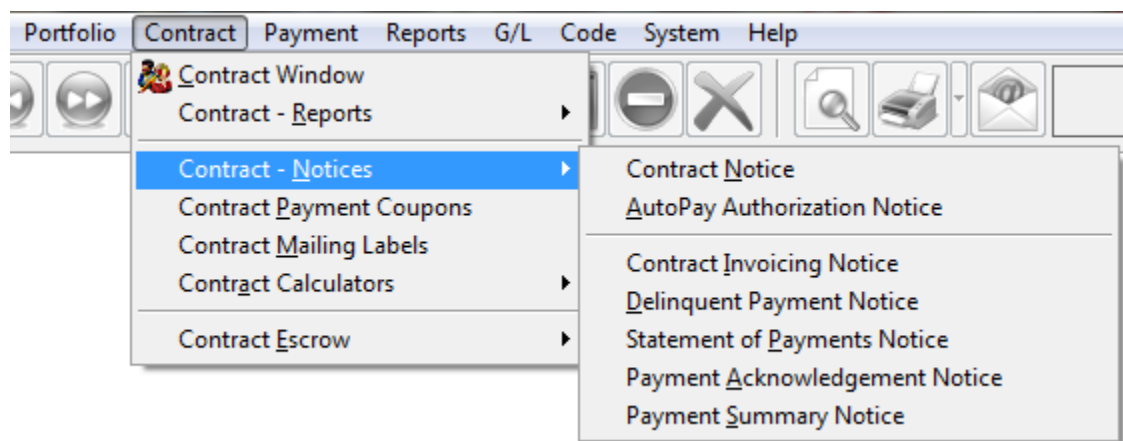 Portfolio Contract Payment Reports G/L Code System Help
Contract Window
Contract - Reports
Contract - Notices
Contract Payment Coupons
Contract Mailing Labels
Contract Calculators
Contract Escrow
Contract Notice
AutoPay Authorization Notice
Contract Invoicing Notice
Delinquent Payment Notice
Statement of Payments Notice
Payment Acknowledgement Notice
Payment Summary Notice